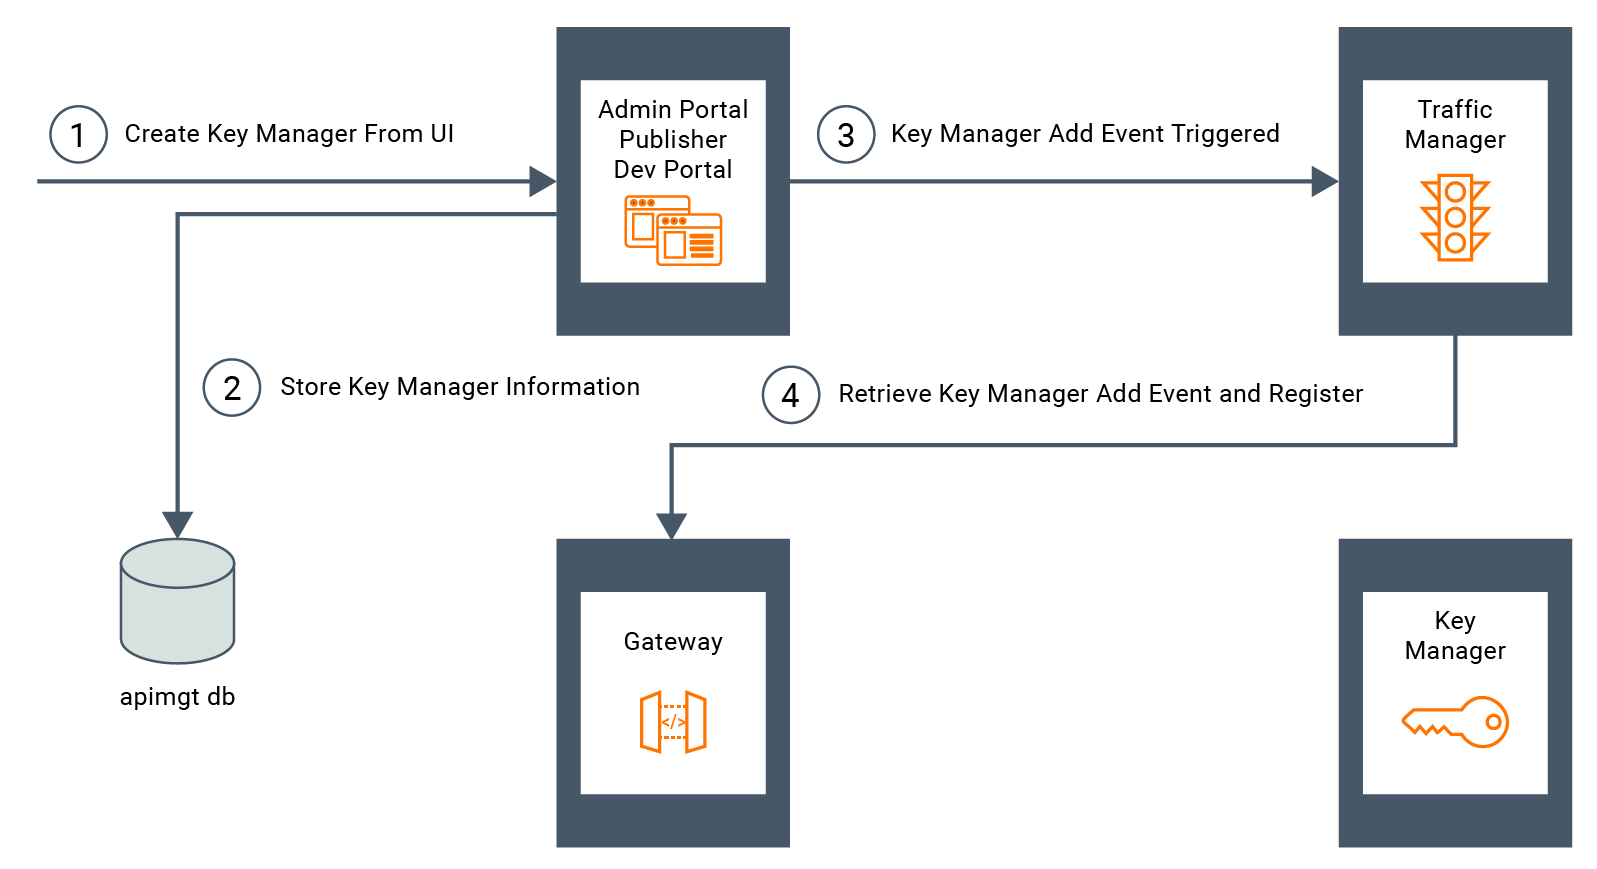 1
Create Key Manager From UI
Admin Portal
Publisher
Dev Portal
3
Key Manager Add Event Triggered
Traffic
Manager
2
Store Key Manager Information
4
Retrieve Key Manager Add Event and Register
apimgt db
Gateway
</>
Key
Manager